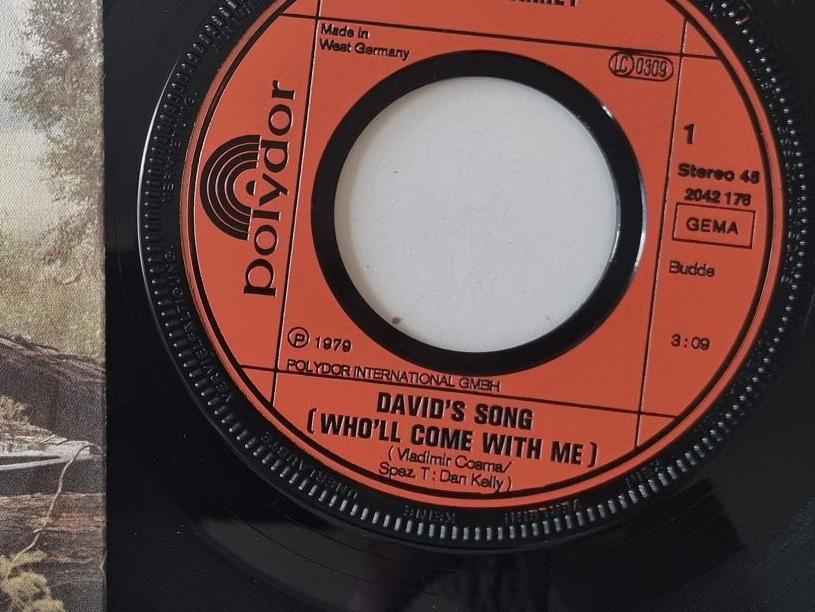 Made in
West Germany
LC 0309
polydor
1
Stereo 45
2042 176
GEMA
Budde
3:09
Ⓟ 1979
POLYDOR INTERNATIONAL GMBH
DAVID'S SONG
(WHO'LL COME WITH ME)
(Vladimir Cosma/
Spez. T: Dan Kelly)